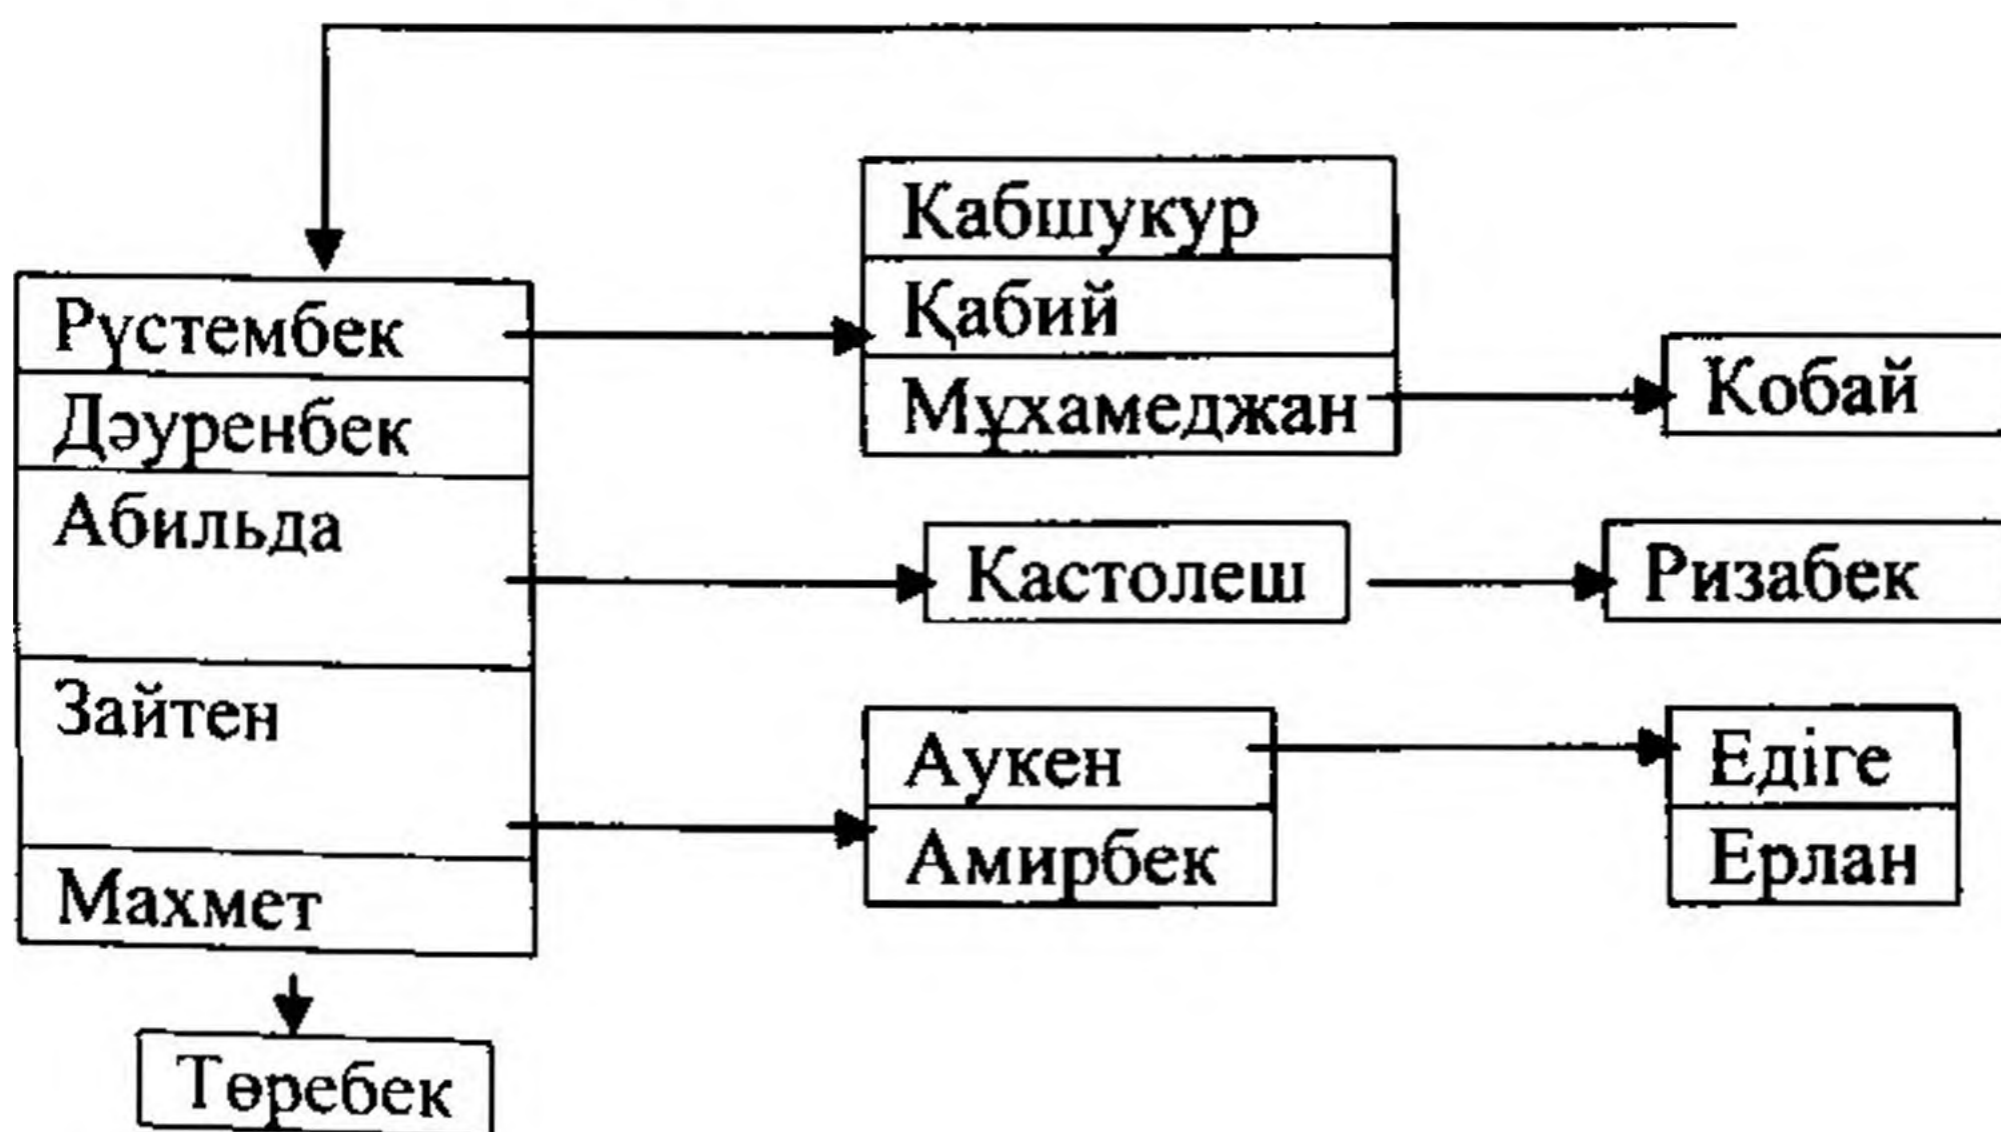 Рүстембек
Дәуренбек
Абильда
Зайтен
Махмет
Төребек
Кабшукур
Қабий
Мұхамеджан
Кобай
Кастолеш
Ризабек
Аукен
Амирбек
Едіге
Ерлан